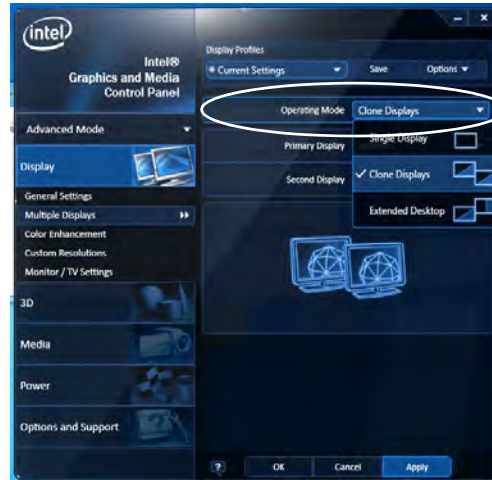 intel
Intel®
Graphics and Media
Control Panel
Advanced Mode
Display
General Settings
Multiple Displays
Color Enhancement
Custom Resolutions
Monitor / TV Settings
3D
Media
Power
Options and Support
Display Profiles
* Current Settings
Save
Options
Operating Mode
Clone Displays
Primary Display
Second Display
Single Display
✓ Clone Displays
Extended Desktop
?
OK
Cancel
Apply